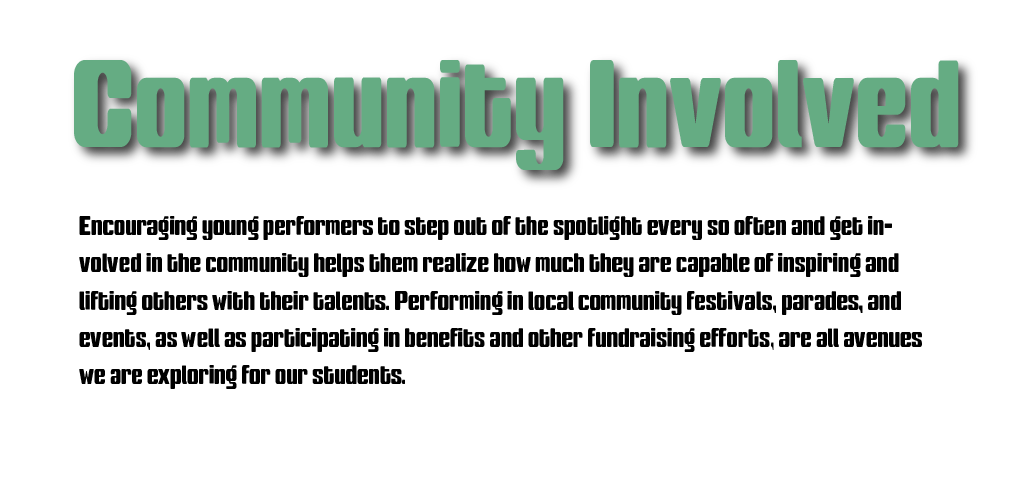 Community Involved
Encouraging young performers to step out of the spotlight every so often and get in-
volved in the community helps them realize how much they are capable of inspiring and
lifting others with their talents. Performing in local community festivals, parades, and
events, as well as participating in benefits and other fundraising efforts, are all avenues
we are exploring for our students.